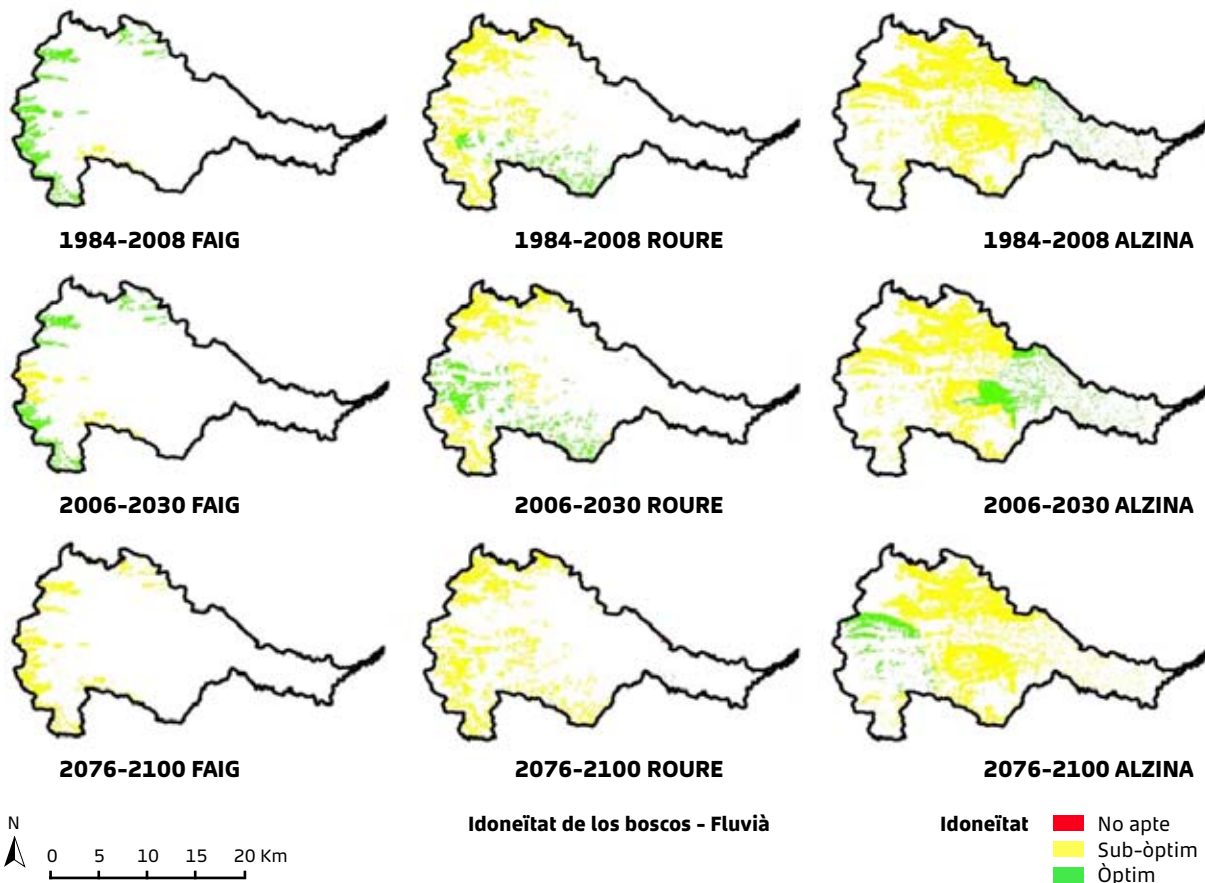 1984-2008 FAIG
1984-2008 ROURE
1984-2008 ALZINA
2006-2030 FAIG
2006-2030 ROURE
2006-2030 ALZINA
2076-2100 FAIG
2076-2100 ROURE
2076-2100 ALZINA
N
0 5 10 15 20 Km
Idoneïtat de los boscos - Fluvià
Idoneïtat
No apte
Sub-òptim
Òptim